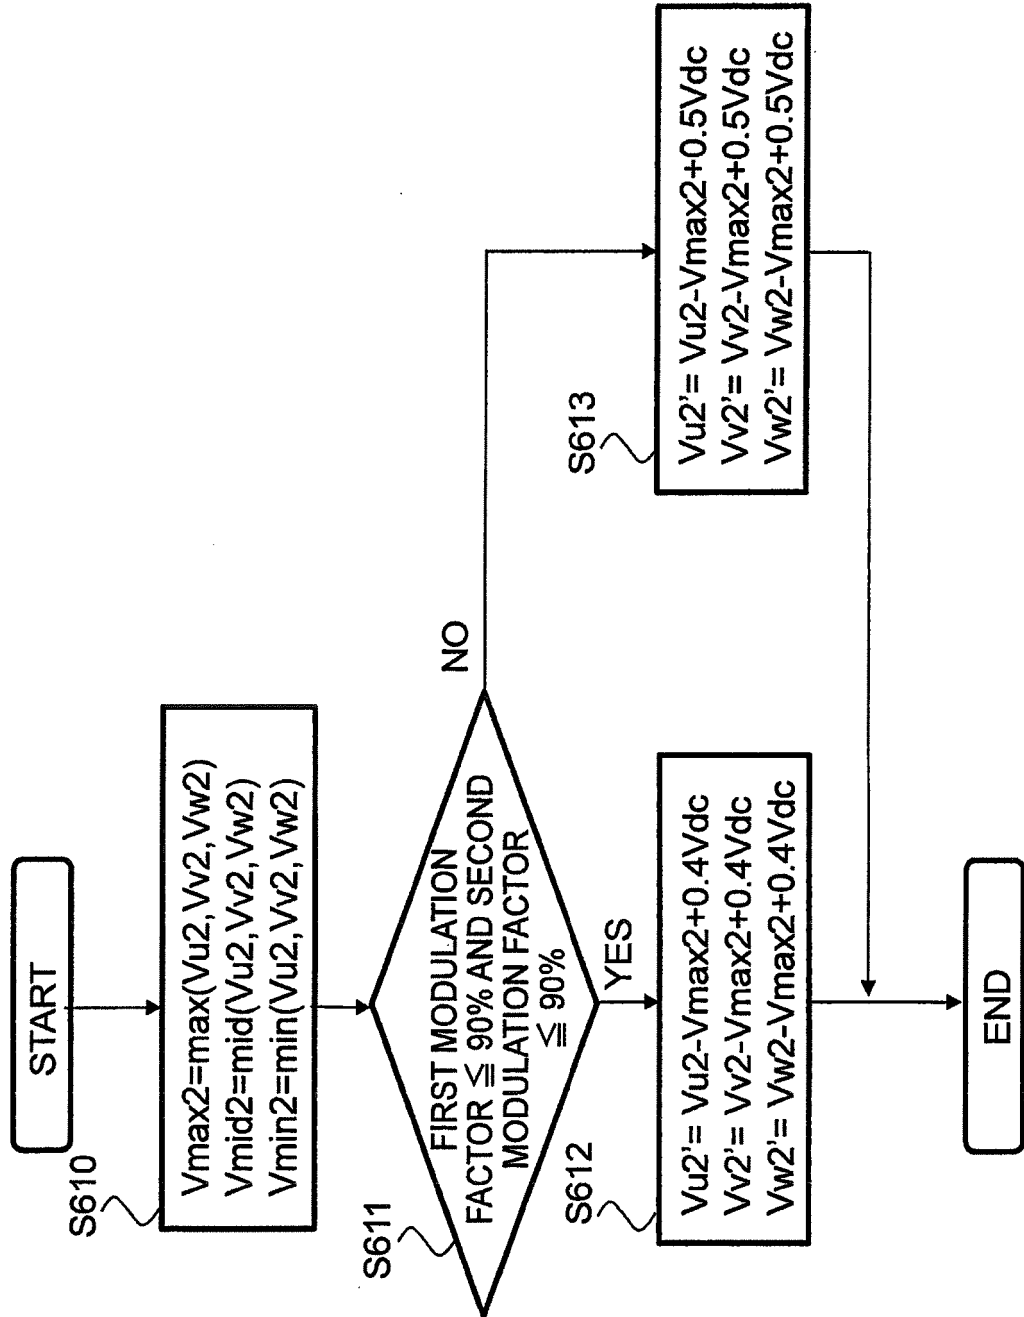 START
S610
Vmax2=max(Vu2,Vv2,Vw2)
Vmid2=mid(Vu2,Vv2,Vw2)
Vmin2=min(Vu2,Vv2,Vw2)
S611
FIRST MODULATION
FACTOR ≦ 90% AND SECOND
MODULATION FACTOR
≦ 90%
NO
YES
S612
Vu2'= Vu2-Vmax2+0.4Vdc
Vv2'= Vv2-Vmax2+0.4Vdc
Vw2'= Vw2-Vmax2+0.4Vdc
S613
Vu2'= Vu2-Vmax2+0.5Vdc
Vv2'= Vv2-Vmax2+0.5Vdc
Vw2'= Vw2-Vmax2+0.5Vdc
END